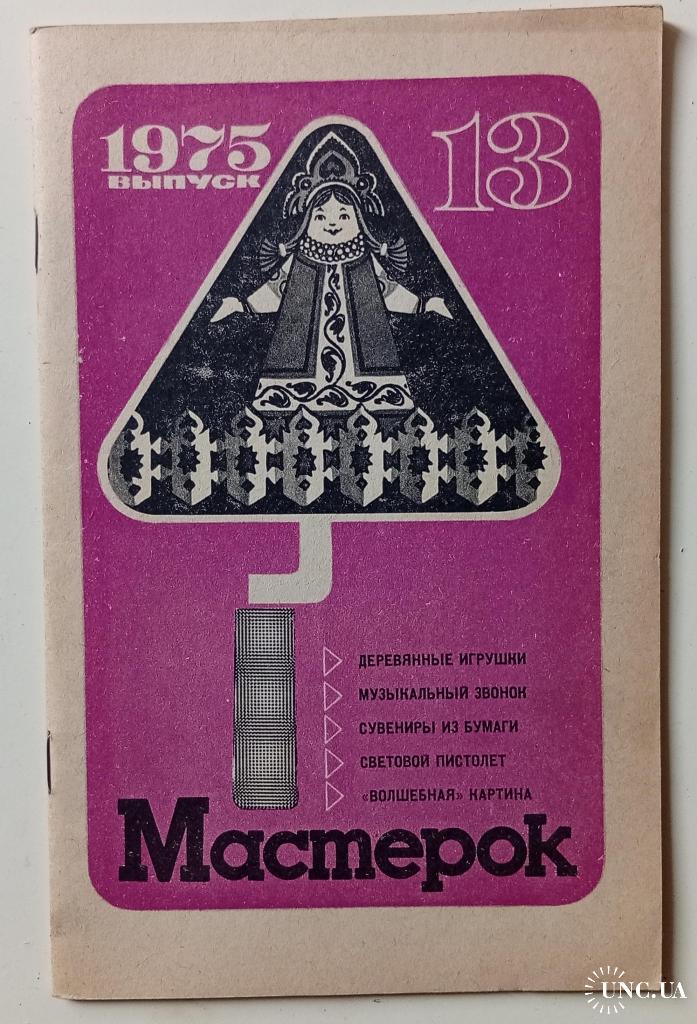 1975
ВЫПУСК
13
ДЕРЕВЯННЫЕ ИГРУШКИ
МУЗЫКАЛЬНЫЙ ЗВОНОК
СУВЕНИРЫ ИЗ БУМАГИ
СВЕТОВОЙ ПИСТОЛЕТ
«ВОЛШЕБНАЯ» КАРТИНА
Мастерок
UNC.UA